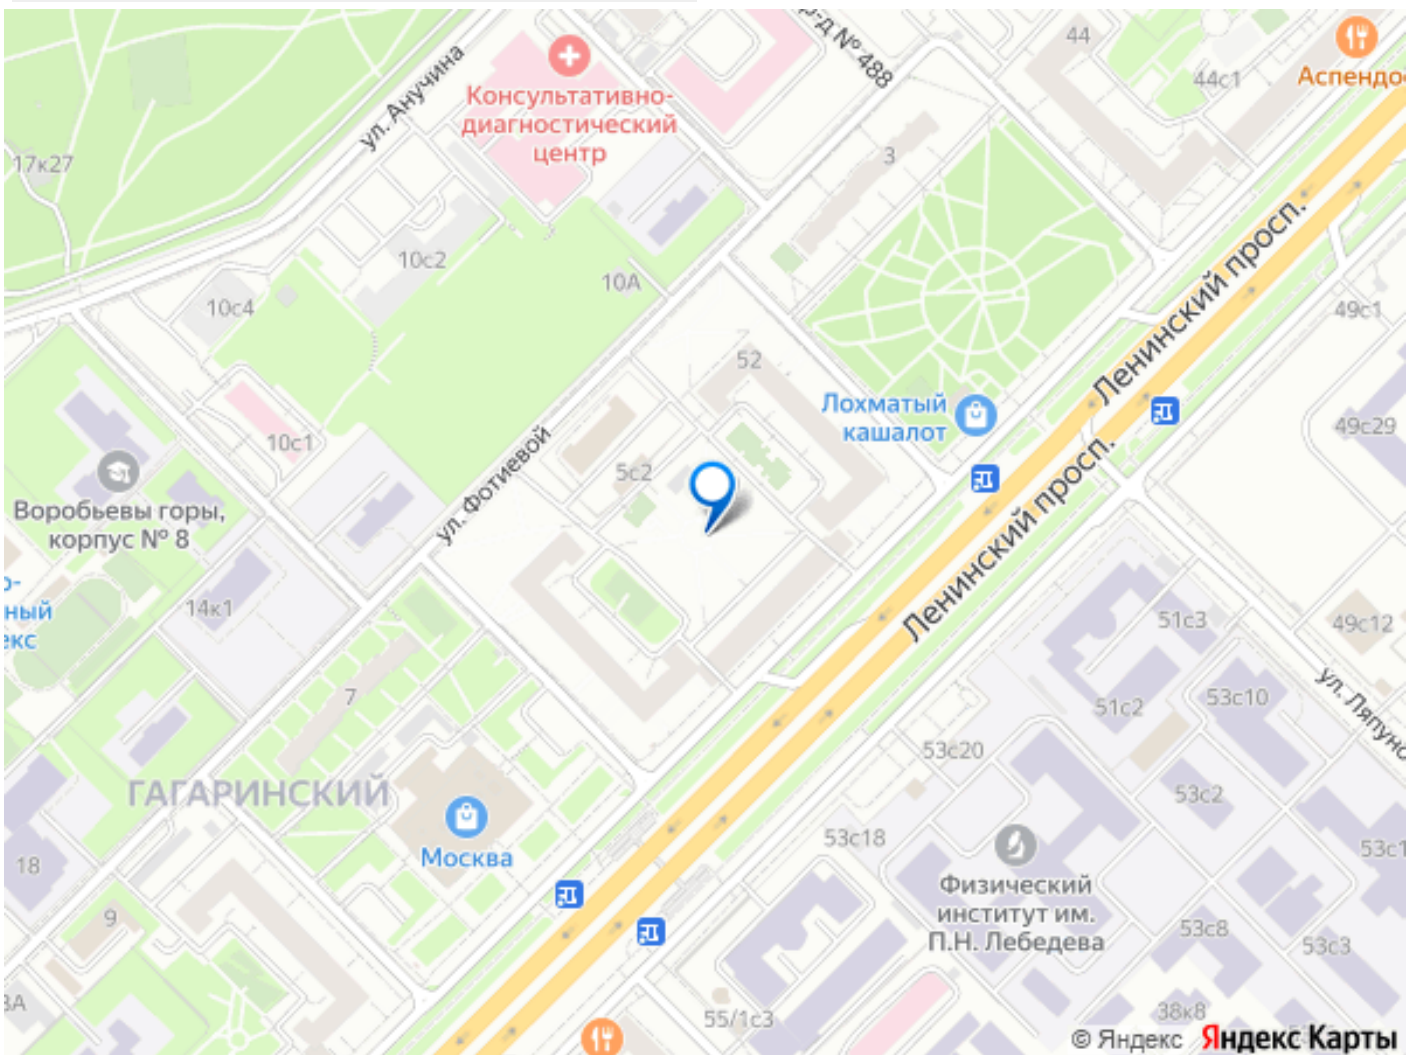 44
Аспендо
44с1
р-д № 488
ул. Анучина
Консультативно-
диагностический
центр
3
17к27
10с2
10А
10с4
Ленинский просп.
49с1
52
Лохматый
кашалот
49с29
10с1
ул. Фотиевой
5с2
Ленинский просп.
Воробьевы горы,
корпус № 8
о-
ный
екс
14к1
51с3
49с12
ул. Ляпуно
7
51с2
53с10
53с20
ГАГАРИНСКИЙ
53с2
Москва
53с18
53с1
18
Физический
институт им.
П.Н. Лебедева
9
53с8
53с3
3А
55/1с3
38к8
© Яндекс Яндекс Карты